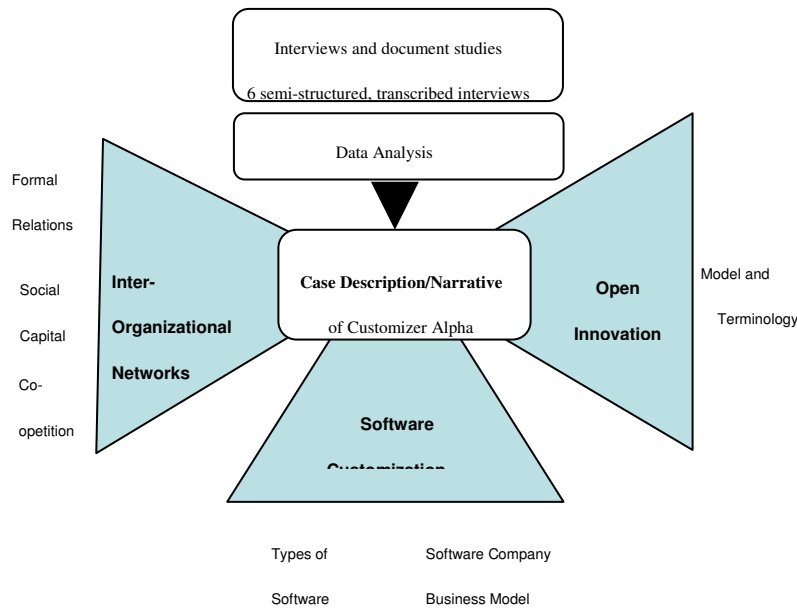 Interviews and document studies
6 semi-structured, transcribed interviews
Data Analysis
Formal
Relations
Social
Capital
Co-
opetition
Inter-
Organizational
Networks
Case Description/Narrative
of Customizer Alpha
Open
Innovation
Model and
Terminology
Software
Customization
Types of
Software
Software Company
Business Model